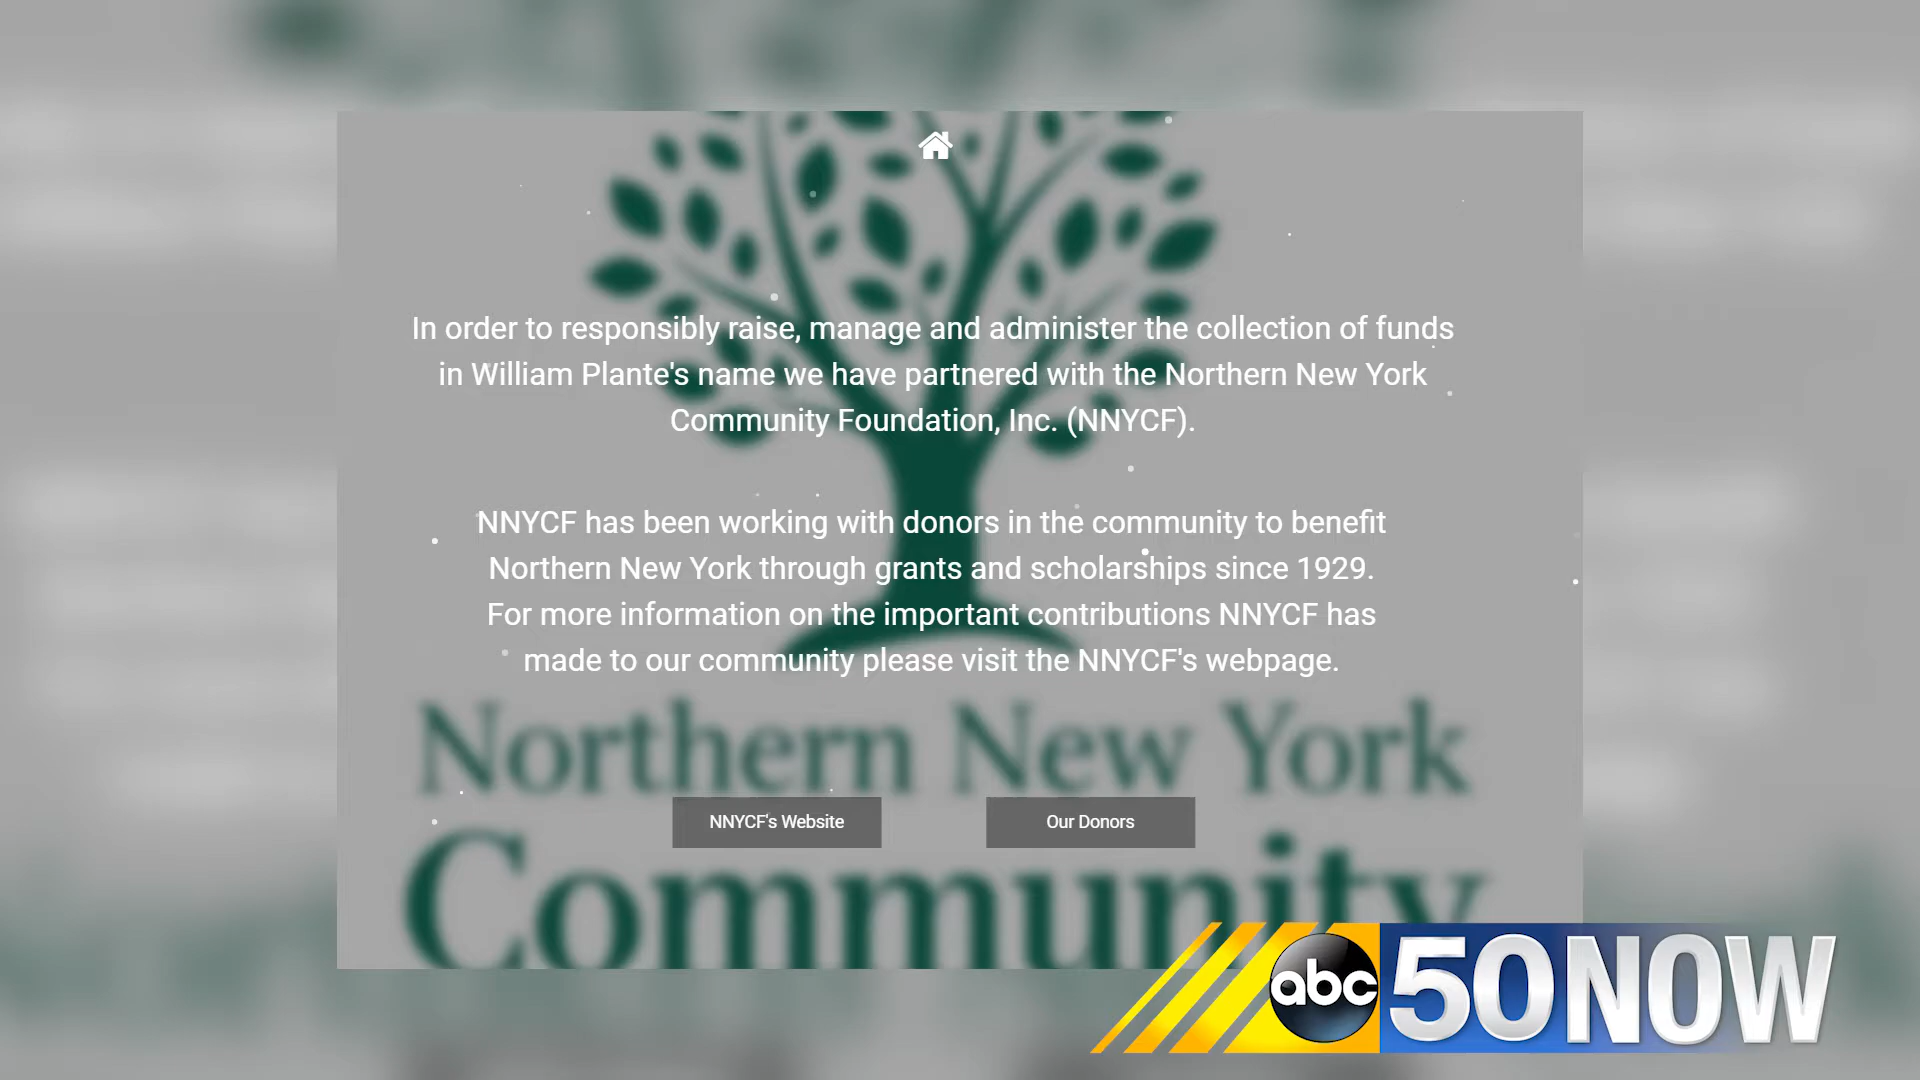 In order to responsibly raise, manage and administer the collection of funds
in William Plante's name we have partnered with the Northern New York
Community Foundation, Inc. (NNYCF).
NNYCF has been working with donors in the community to benefit
Northern New York through grants and scholarships since 1929.
For more information on the important contributions NNYCF has
made to our community please visit the NNYCF's webpage.
Northern New York
NNYCF's Website
Our Donors
Community
abc 50NOW